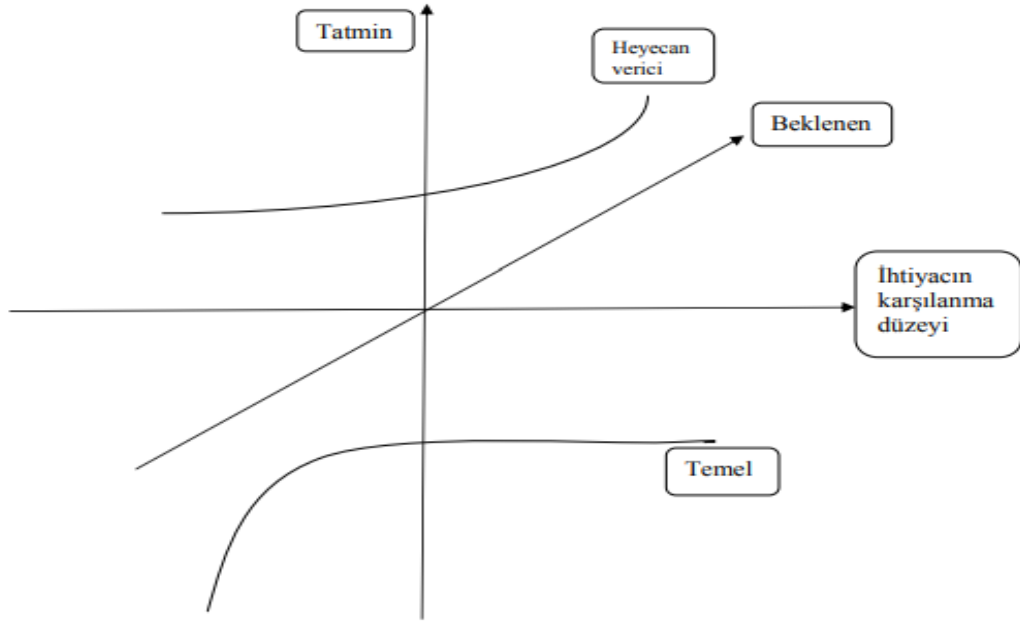 Tatmin
Heyecan
verici
Beklenen
İhtiyacın
karşılanma
düzeyi
Temel